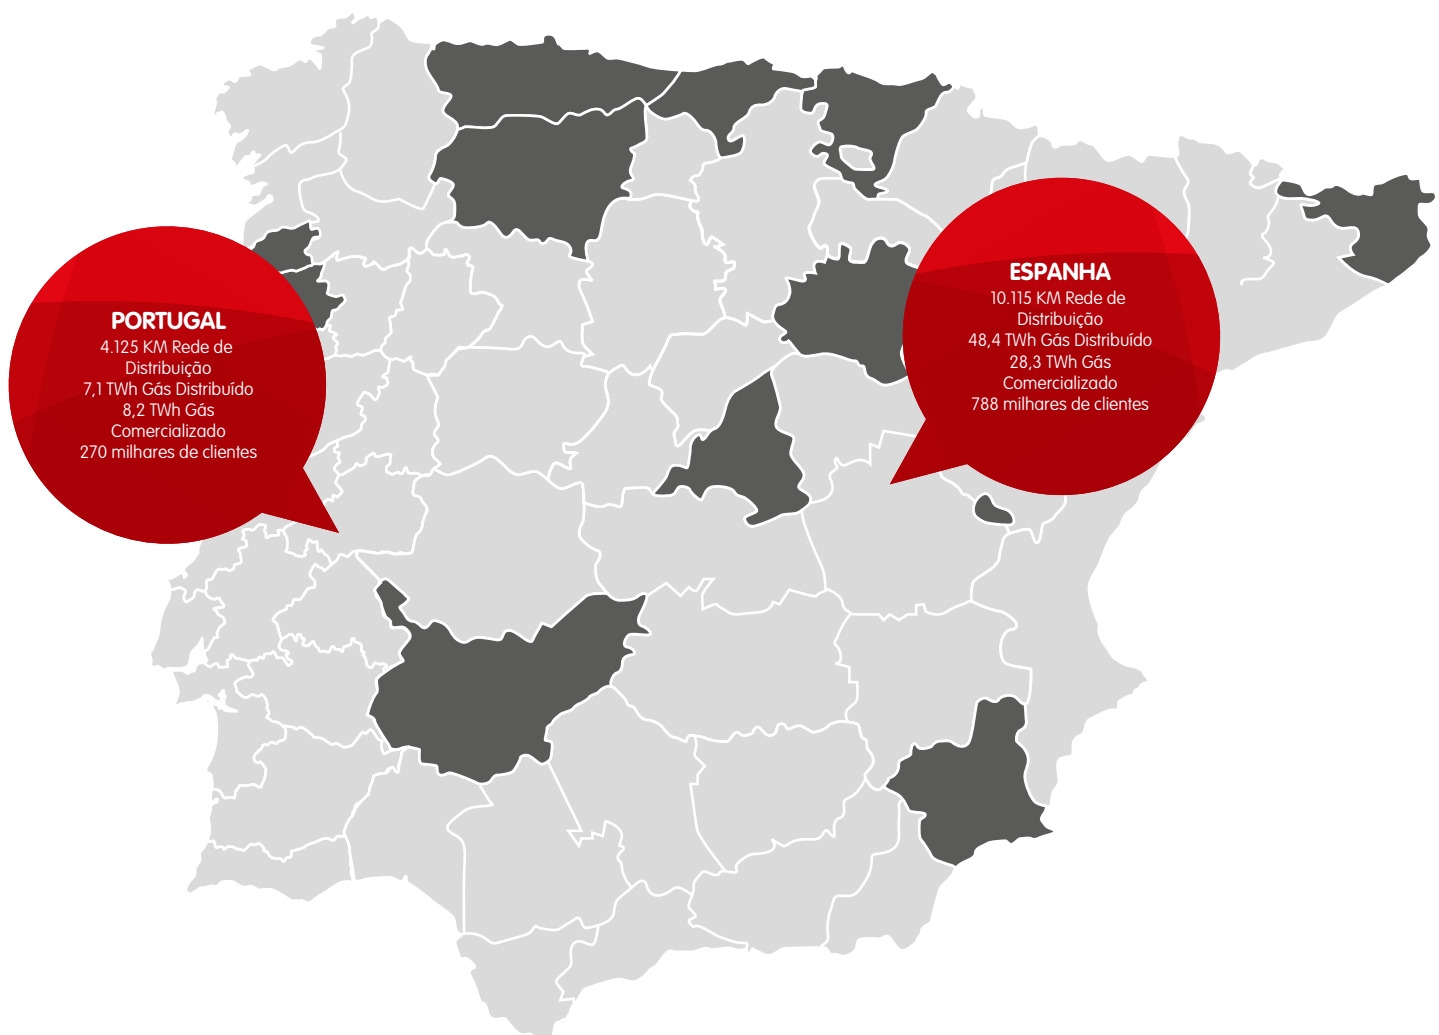 PORTUGAL
4.125 KM Rede de
Distribuição
7,1 TWh Gás Distribuído
8,2 TWh Gás
Comercializado
270 milhares de clientes
ESPANHA
10.115 KM Rede de
Distribuição
48,4 TWh Gás Distribuído
28,3 TWh Gás
Comercializado
788 milhares de clientes